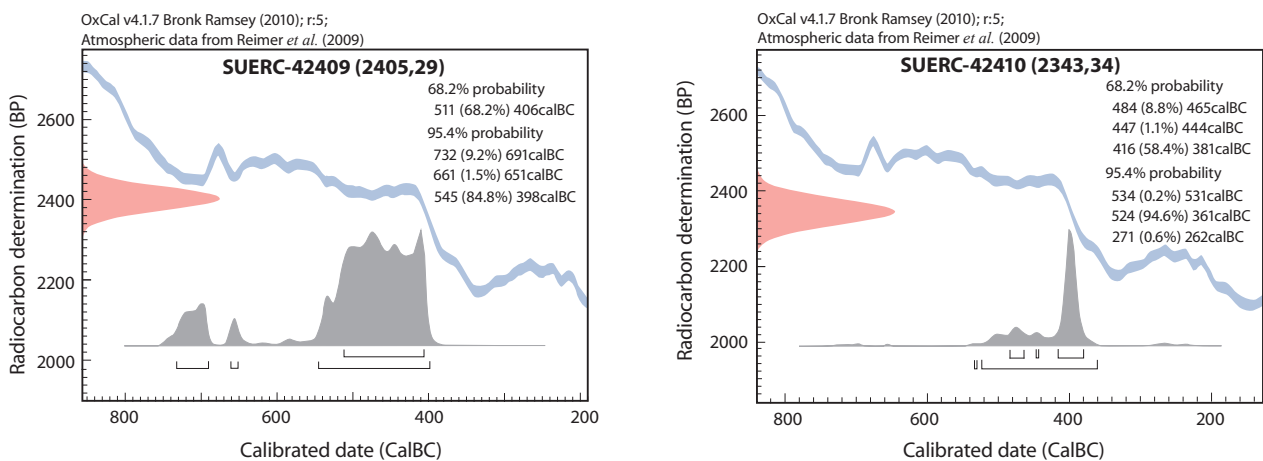 OxCal v4.1.7 Bronk Ramsey (2010); r:5;
Atmospheric data from Reimer et al. (2009)
SUERC-42409 (2405,29)
68.2% probability
511 (68.2%) 406calBC
95.4% probability
732 (9.2%) 691calBC
661 (1.5%) 651calBC
545 (84.8%) 398calBC
Radiocarbon determination (BP)
2600
2400
2200
2000
800
600
400
200
Calibrated date (CalBC)
OxCal v4.1.7 Bronk Ramsey (2010); r:5;
Atmospheric data from Reimer et al. (2009)
SUERC-42410 (2343,34)
68.2% probability
484 (8.8%) 465calBC
447 (1.1%) 444calBC
416 (58.4%) 381calBC
95.4% probability
534 (0.2%) 531calBC
524 (94.6%) 361calBC
271 (0.6%) 262calBC
Radiocarbon determination (BP)
2600
2400
2200
2000
800
600
400
200
Calibrated date (CalBC)